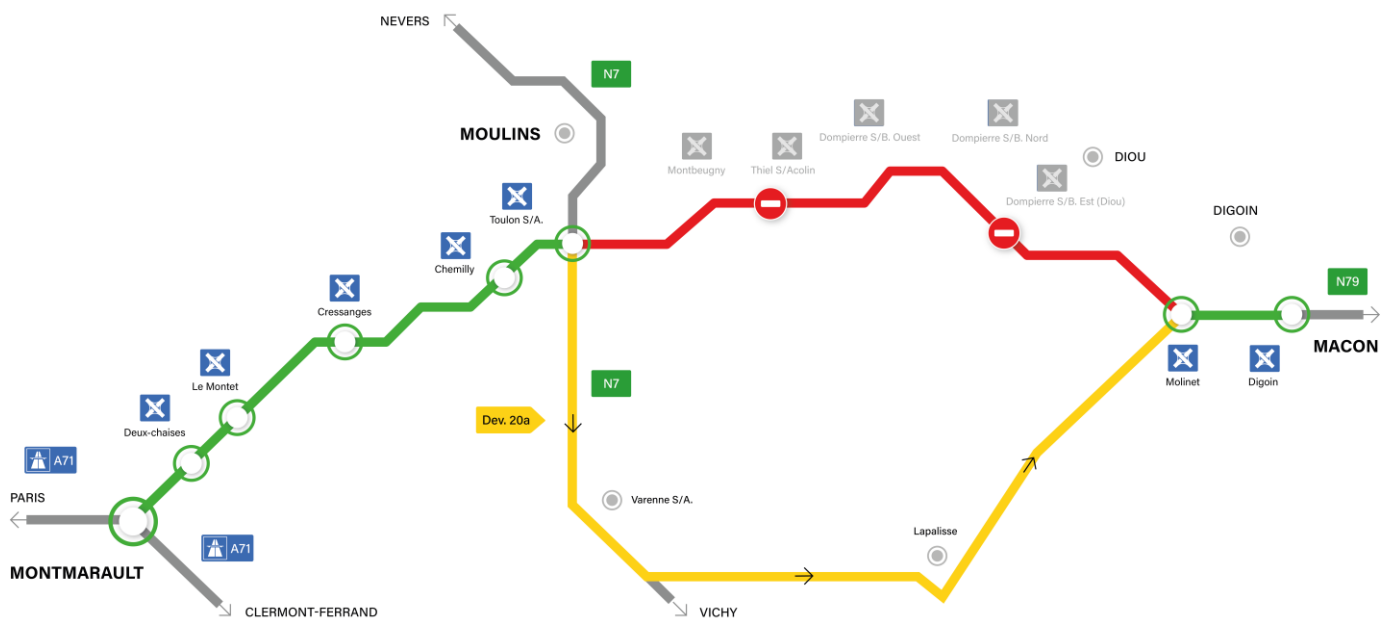 NEVERS
N7
MOULINS
Dompierre S/B. Ouest
Dompierre S/B. Nord
Montbeugny
Thiel S/Acolin
DIOU
Dompierre S/B. Est (Diou)
DIGOIN
Toulon S/A.
Chemilly
Cressanges
N79
MACON
Molinet
Digoin
Le Montet
N7
Dev. 20a
Deux-chaises
A71
PARIS
Varenne S/A.
Lapalisse
A71
MONTMARAULT
CLERMONT-FERRAND
VICHY